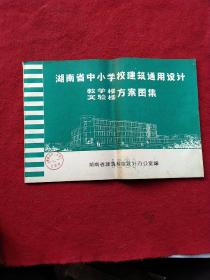 湖南省中小学校建筑通用设计
教学楼
实验楼 方案图集
湖南省建筑标准设计办公室编